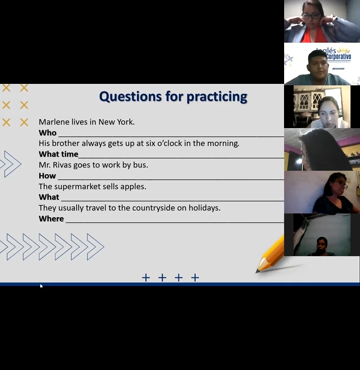 Questions for practicing
Marlene lives in New York.
Who
His brother always gets up at six o'clock in the morning.
What time
Mr. Rivas goes to work by bus.
How
The supermarket sells apples.
What
They usually travel to the countryside on holidays.
Where
Inglés
corporativo